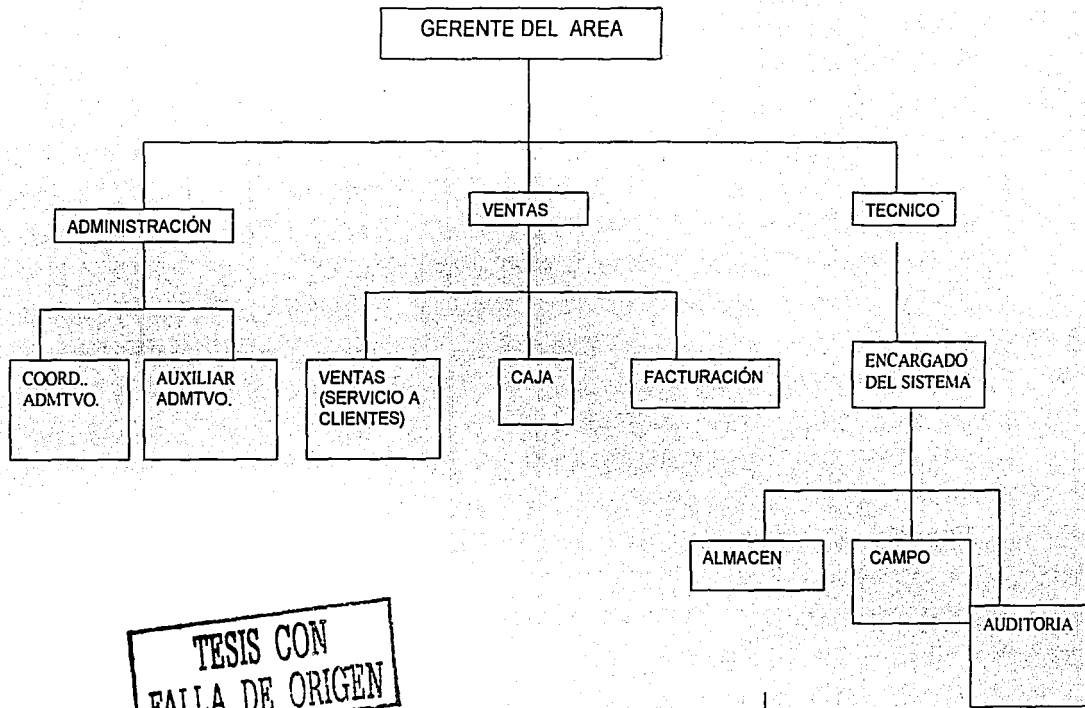 GERENTE DEL AREA
ADMINISTRACIÓN
VENTAS
TECNICO
COORD..
ADMTVO.
AUXILIAR
ADMTVO.
VENTAS
(SERVICIO A
CLIENTES)
CAJA
FACTURACIÓN
ENCARGADO
DEL SISTEMA
ALMACEN
CAMPO
AUDITORIA
TESIS CON
FALLA DE ORIGEN